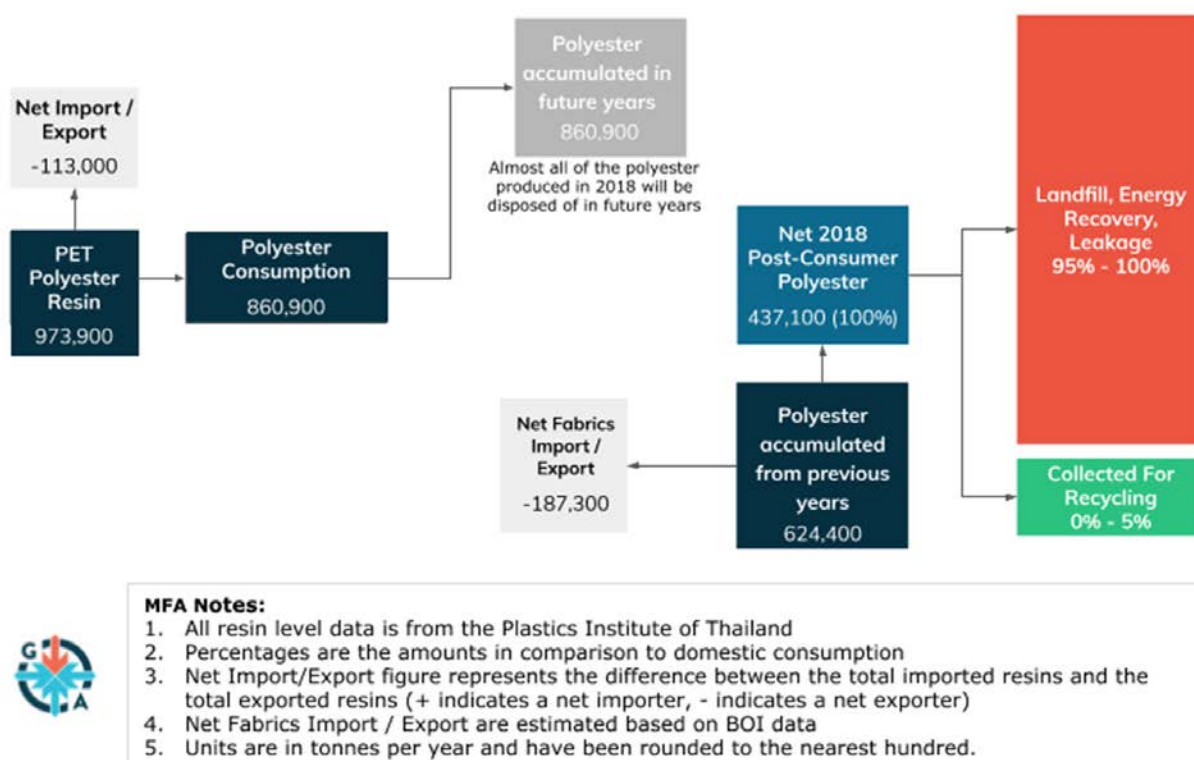 Net Import /
Export
-113,000
PET
Polyester
Resin
973,900
Polyester
Consumption
860,900
Polyester
accumulated in
future years
860,900
Almost all of the polyester
produced in 2018 will be
disposed of in future years
Net 2018
Post-Consumer
Polyester
437,100 (100%)
Net Fabrics
Import /
Export
-187,300
Polyester
accumulated
from previous
years
624,400
Landfill, Energy
Recovery,
Leakage
95% - 100%
Collected For
Recycling
0% - 5%
G
A
MFA Notes:
1. All resin level data is from the Plastics Institute of Thailand
2. Percentages are the amounts in comparison to domestic consumption
3. Net Import/Export figure represents the difference between the total imported resins and the
total exported resins (+ indicates a net importer, - indicates a net exporter)
4. Net Fabrics Import / Export are estimated based on BOI data
5. Units are in tonnes per year and have been rounded to the nearest hundred.